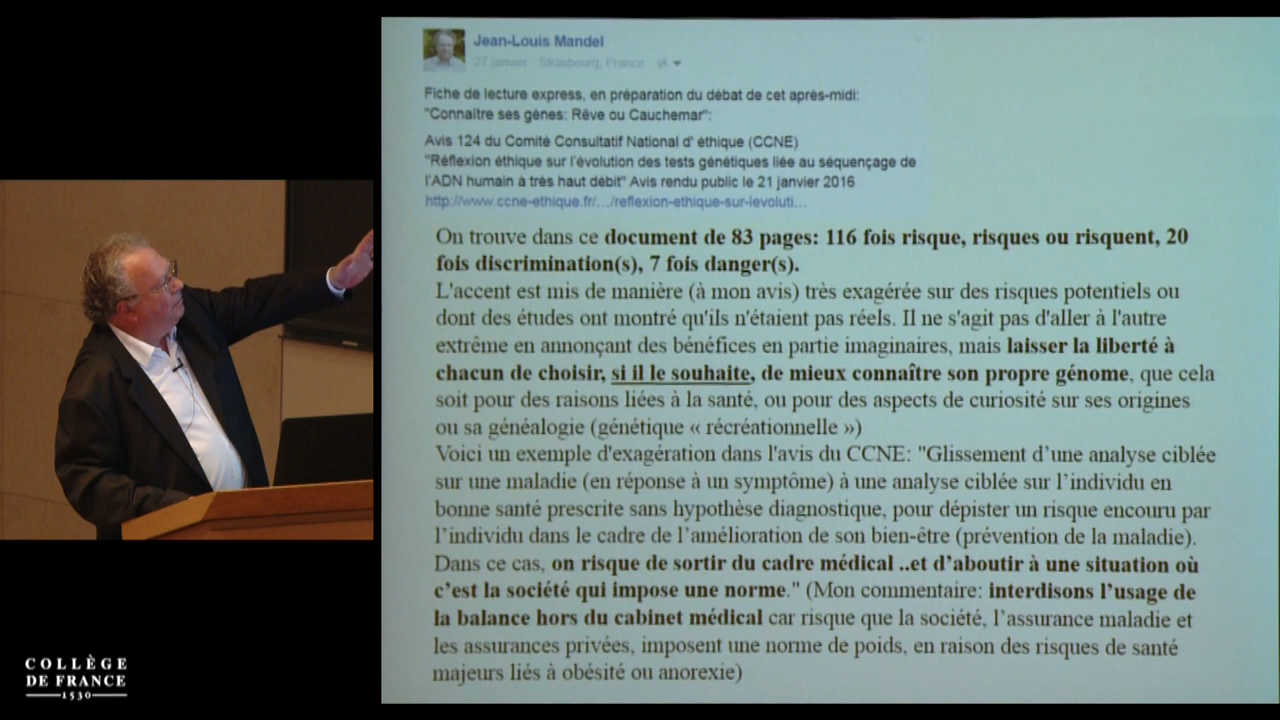 Jean-Louis Mandel
27 janvier · Strasbourg, France
Fiche de lecture express, en préparation du débat de cet après-midi:
"Connaître ses gènes: Rêve ou Cauchemar":
Avis 124 du Comité Consultatif National d' éthique (CCNE)
"Réflexion éthique sur l'évolution des tests génétiques liée au séquençage de
l'ADN humain à très haut débit" Avis rendu public le 21 janvier 2016
http://www.ccne-ethique.fr/.../reflexion-ethique-sur-levoluti...
On trouve dans ce document de 83 pages: 116 fois risque, risques ou risquent, 20
fois discrimination(s), 7 fois danger(s).
L'accent est mis de manière (à mon avis) très exagérée sur des risques potentiels ou
dont des études ont montré qu'ils n'étaient pas réels. Il ne s'agit pas d'aller à l'autre
extrême en annonçant des bénéfices en partie imaginaires, mais laisser la liberté à
chacun de choisir, si il le souhaite, de mieux connaître son propre génome, que cela
soit pour des raisons liées à la santé, ou pour des aspects de curiosité sur ses origines
ou sa généalogie (génétique « récréationnelle »)
Voici un exemple d'exagération dans l'avis du CCNE: "Glissement d’une analyse ciblée
sur une maladie (en réponse à un symptôme) à une analyse ciblée sur l’individu en
bonne santé prescrite sans hypothèse diagnostique, pour dépister un risque encouru par
l’individu dans le cadre de l’amélioration de son bien-être (prévention de la maladie).
Dans ce cas, on risque de sortir du cadre médical ..et d’aboutir à une situation où
c’est la société qui impose une norme." (Mon commentaire: interdisons l’usage de
la balance hors du cabinet médical car risque que la société, l’assurance maladie et
les assurances privées, imposent une norme de poids, en raison des risques de santé
majeurs liés à obésité ou anorexie)
COLLÈGE
DE FRANCE
1530